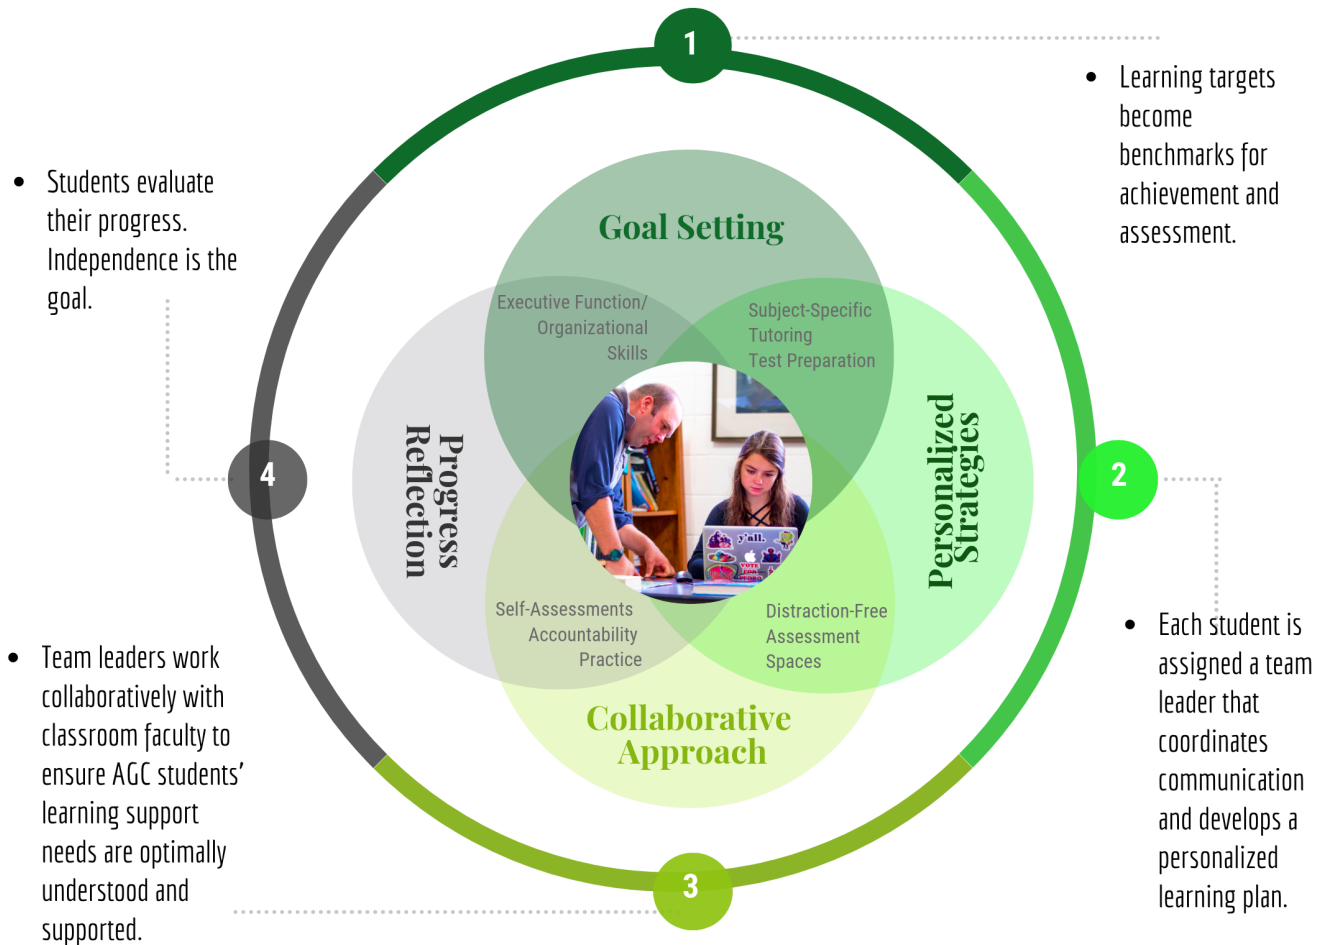 1
Learning targets
become
benchmarks for
achievement and
assessment.
Students evaluate
their progress.
Independence is the
goal.
Goal Setting
Executive Function/
Organizational
Skills
Subject-Specific
Tutoring
Test Preparation
Personalized
Strategies
Progress
Reflection
4
2
y'all.
VOTE
FOR
PEDRO
Self-Assessments
Accountability
Practice
Distraction-Free
Assessment
Spaces
Collaborative
Approach
Each student is
assigned a team
leader that
coordinates
communication
and develops a
personalized
learning plan.
Team leaders work
collaboratively with
classroom faculty to
ensure AGC students’
learning support
needs are optimally
understood and
supported.
3